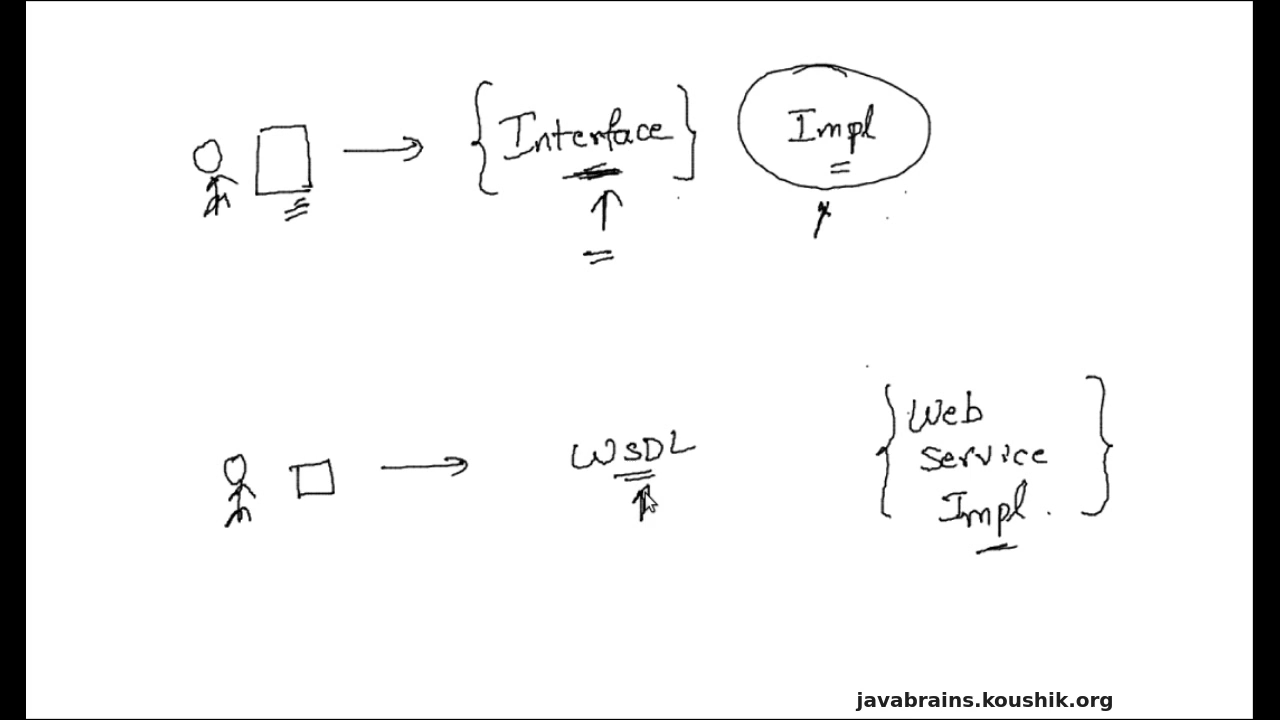 {Interface} Impl
WSDL
{Web
Service
Impl.}
javabrains.koushik.org